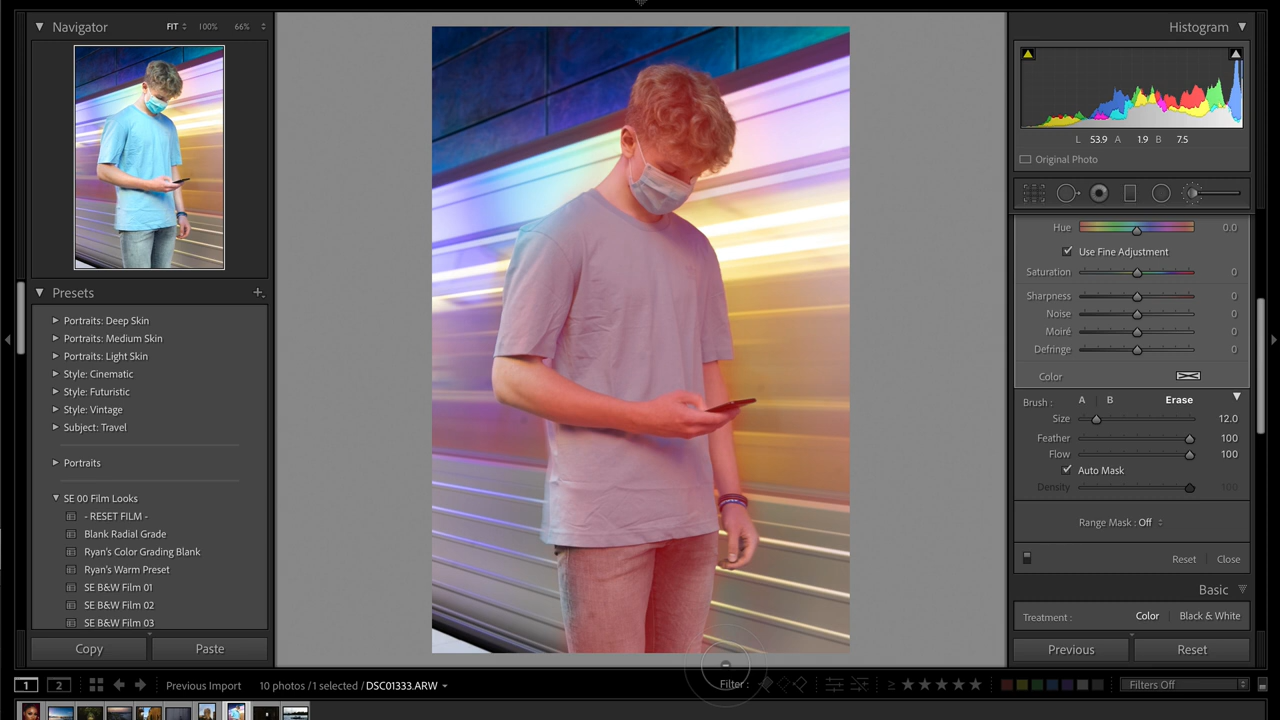 Navigator
FIT 100% 66%
Presets
Portraits: Deep Skin
Portraits: Medium Skin
Portraits: Light Skin
Style: Cinematic
Style: Futuristic
Style: Vintage
Subject: Travel
Portraits
SE 00 Film Looks
- RESET FILM -
Blank Radial Grade
Ryan's Color Grading Blank
Ryan's Warm Preset
SE B&W Film 01
SE B&W Film 02
SE B&W Film 03
Copy Paste
Histogram
L 53.9 A 1.9 B 7.5
Original Photo
Hue 0.0
Use Fine Adjustment
Saturation 0
Sharpness 0
Noise 0
Moiré 0
Defringe 0
Color
Brush : A B Erase
Size 12.0
Feather 100
Flow 100
Auto Mask
Density 100
Range Mask : Off
Reset Close
Basic
Treatment : Color Black & White
Previous Reset
1 2 Previous Import 10 photos / 1 selected / DSC01333.ARW Filter : Filters Off